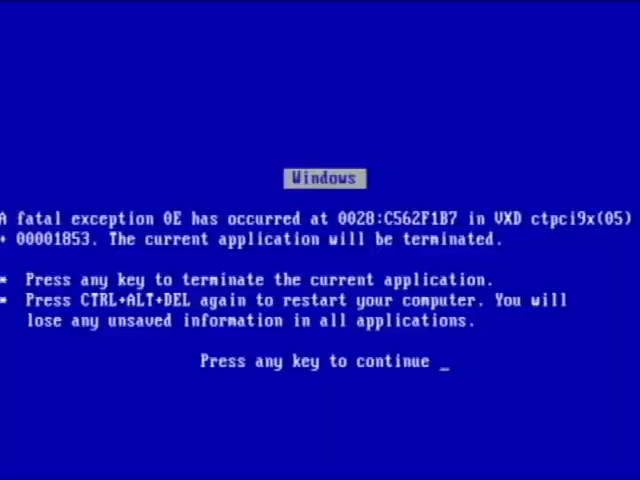 Windows
A fatal exception 0E has occurred at 0028:C562F1B7 in VXD ctpci9x(05)
+ 00001853. The current application will be terminated.
* Press any key to terminate the current application.
* Press CTRL+ALT+DEL again to restart your computer. You will
lose any unsaved information in all applications.
Press any key to continue _